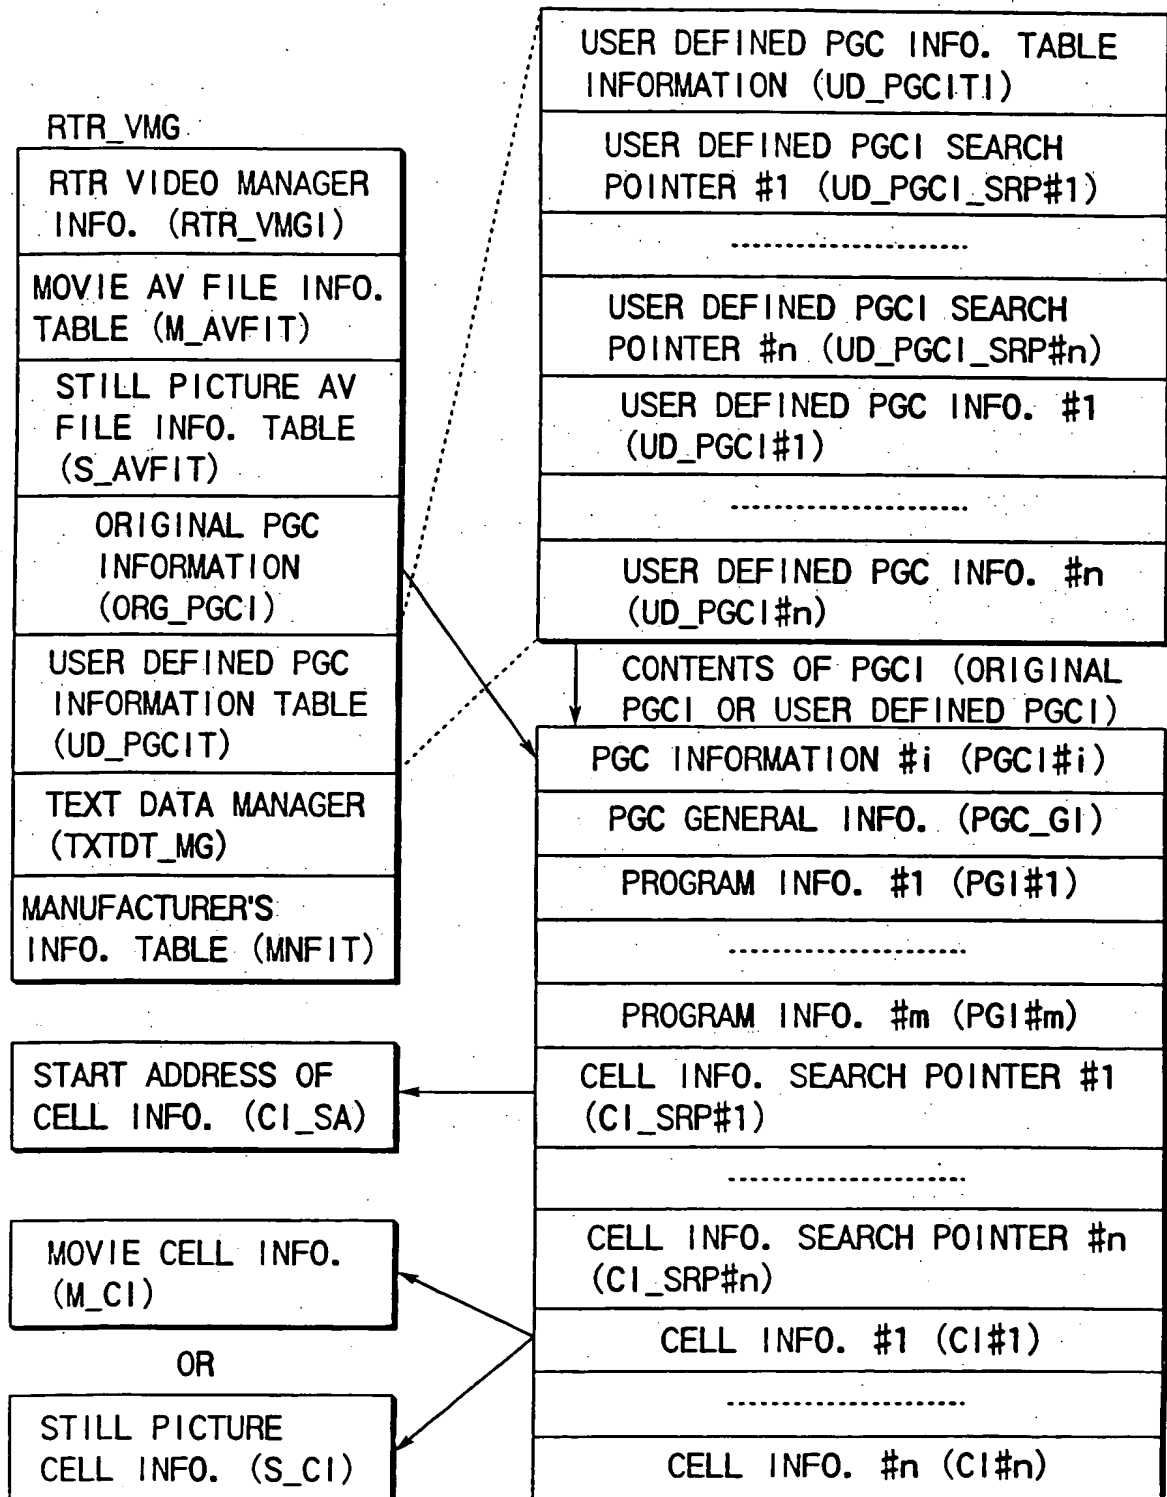 RTR_VMG
RTR VIDEO MANAGER
INFO. (RTR_VMGI)
MOVIE AV FILE INFO.
TABLE (M_AVFIT)
STILL PICTURE AV
FILE INFO. TABLE
(S_AVFIT)
ORIGINAL PGC
INFORMATION
(ORG_PGCI)
USER DEFINED PGC
INFORMATION TABLE
(UD_PGCIT)
TEXT DATA MANAGER
(TXTDT_MG)
MANUFACTURER'S
INFO. TABLE (MNFIT)
START ADDRESS OF
CELL INFO. (CI_SA)
MOVIE CELL INFO.
(M_CI)
OR
STILL PICTURE
CELL INFO. (S_CI)
USER DEFINED PGC INFO. TABLE
INFORMATION (UD_PGCITI)
USER DEFINED PGCI SEARCH
POINTER #1 (UD_PGCI_SRP#1)
.....................
USER DEFINED PGCI SEARCH
POINTER #n (UD_PGCI_SRP#n)
USER DEFINED PGC INFO. #1
(UD_PGCI#1)
.....................
USER DEFINED PGC INFO. #n
(UD_PGCI#n)
CONTENTS OF PGCI (ORIGINAL
PGCI OR USER DEFINED PGCI)
PGC INFORMATION #i (PGCI#i)
PGC GENERAL INFO. (PGC_GI)
PROGRAM INFO. #1 (PGI#1)
.....................
PROGRAM INFO. #m (PGI#m)
CELL INFO. SEARCH POINTER #1
(CI_SRP#1)
.....................
CELL INFO. SEARCH POINTER #n
(CI_SRP#n)
CELL INFO. #1 (CI#1)
.....................
CELL INFO. #n (CI#n)